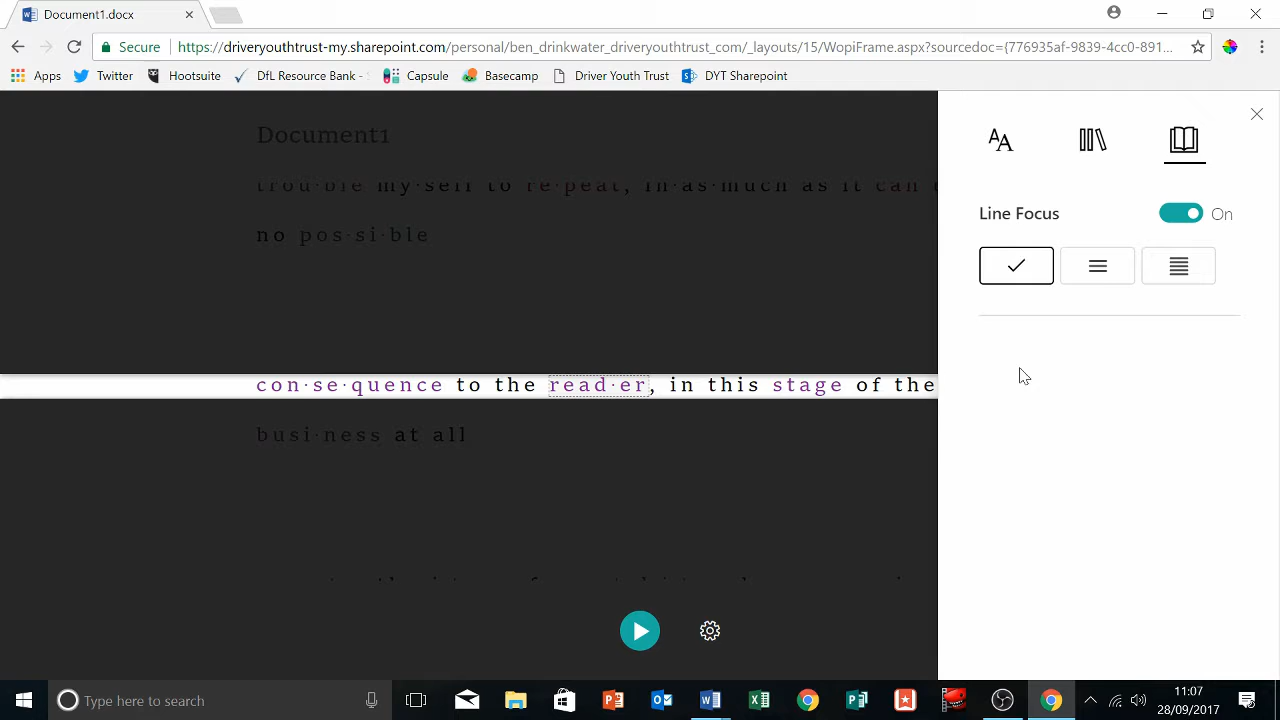 Document1.docx
Secure
https://driveryouthtrust-my.sharepoint.com/personal/ben_drinkwater_driveryouthtrust_com/_layouts/15/WopiFrame.aspx?sourcedoc={776935af-9839-4cc0-891...
Apps Twitter Hootsuite DfL Resource Bank - Capsule Basecamp Driver Youth Trust DYT Sharepoint
Document1
trou·ble my·self to re·peat, in·as·much as it can
no pos·si·ble
con·se·quence to the read·er, in this stage of the
busi·ness at all
Line Focus
On
Type here to search
11:07
28/09/2017